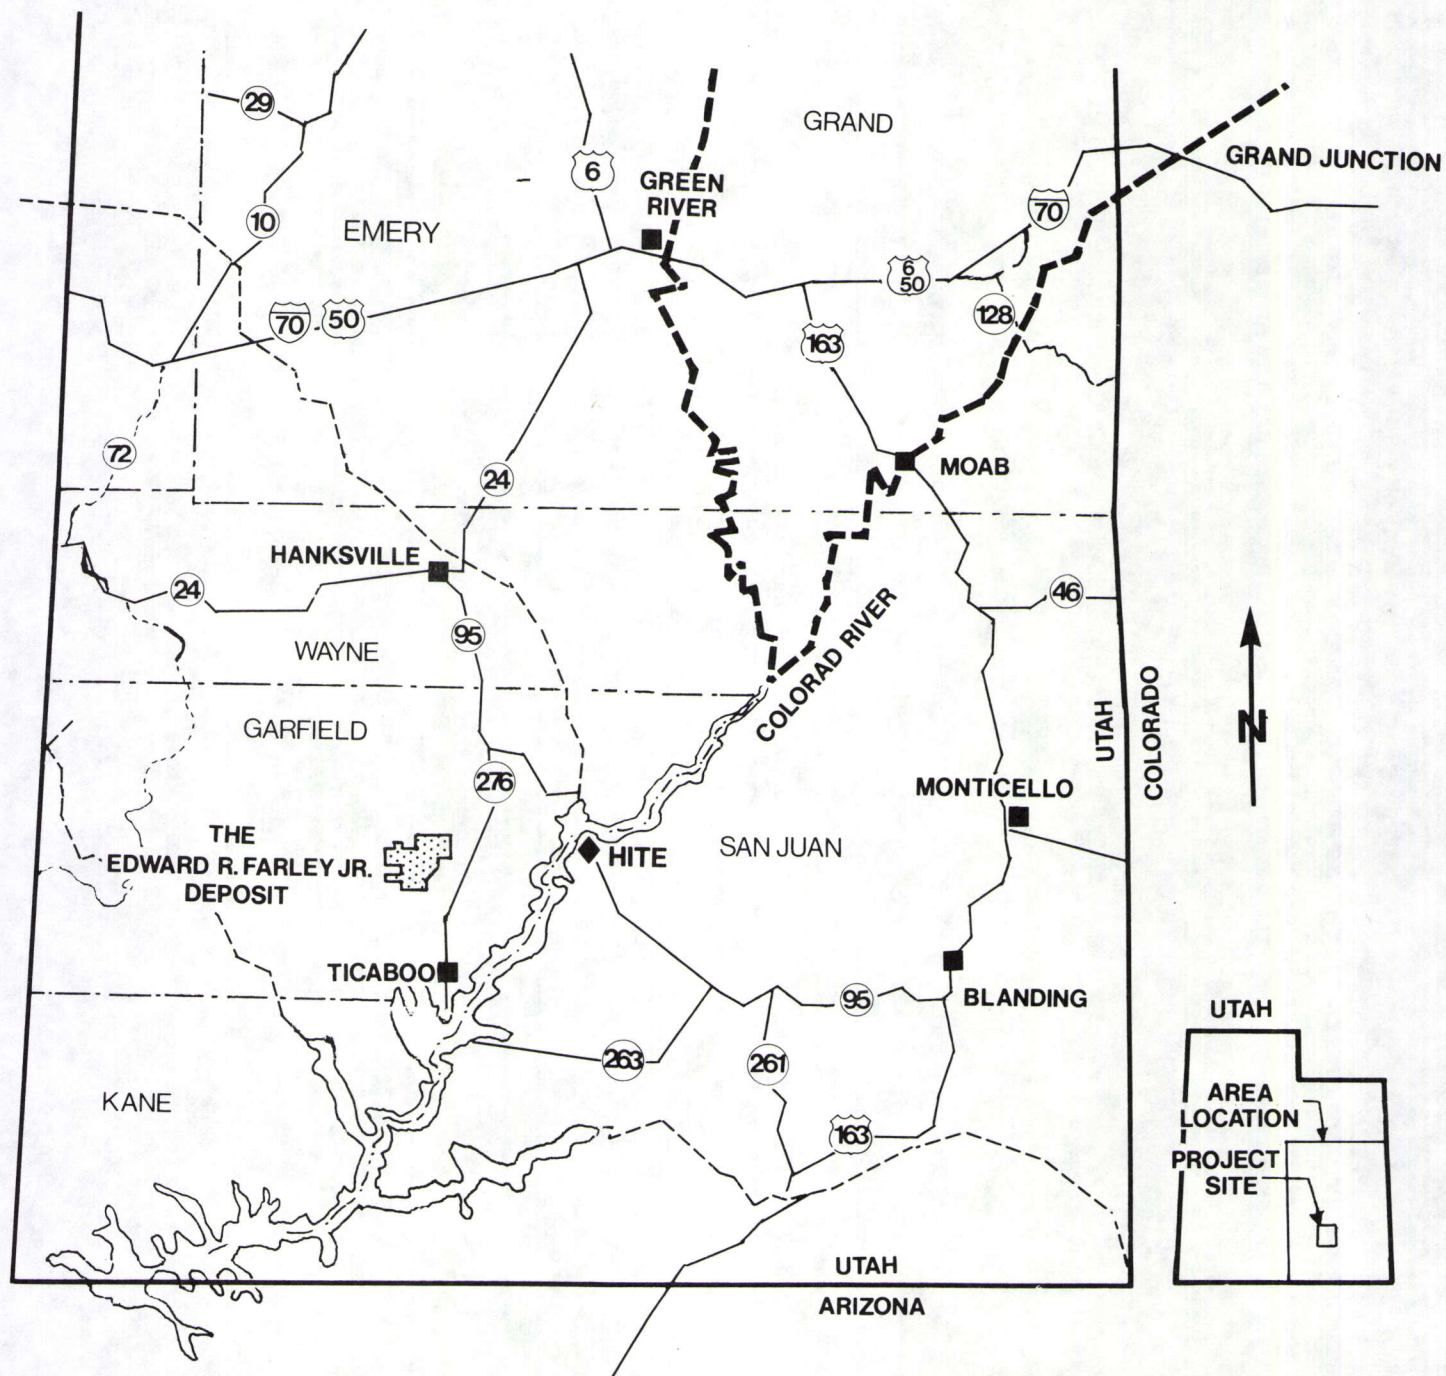 29
GRAND
GRAND JUNCTION
6
GREEN
RIVER
70
10
EMERY
6
50
70
50
128
163
72
MOAB
24
HANKSVILLE
24
46
95
WAYNE
COLORAD RIVER
GARFIELD
UTAH
COLORADO
N
276
MONTICELLO
THE
EDWARD R. FARLEY JR.
DEPOSIT
HITE
SAN JUAN
TICABOO
95
BLANDING
UTAH
263
261
KANE
163
AREA
LOCATION
PROJECT
SITE
UTAH
ARIZONA